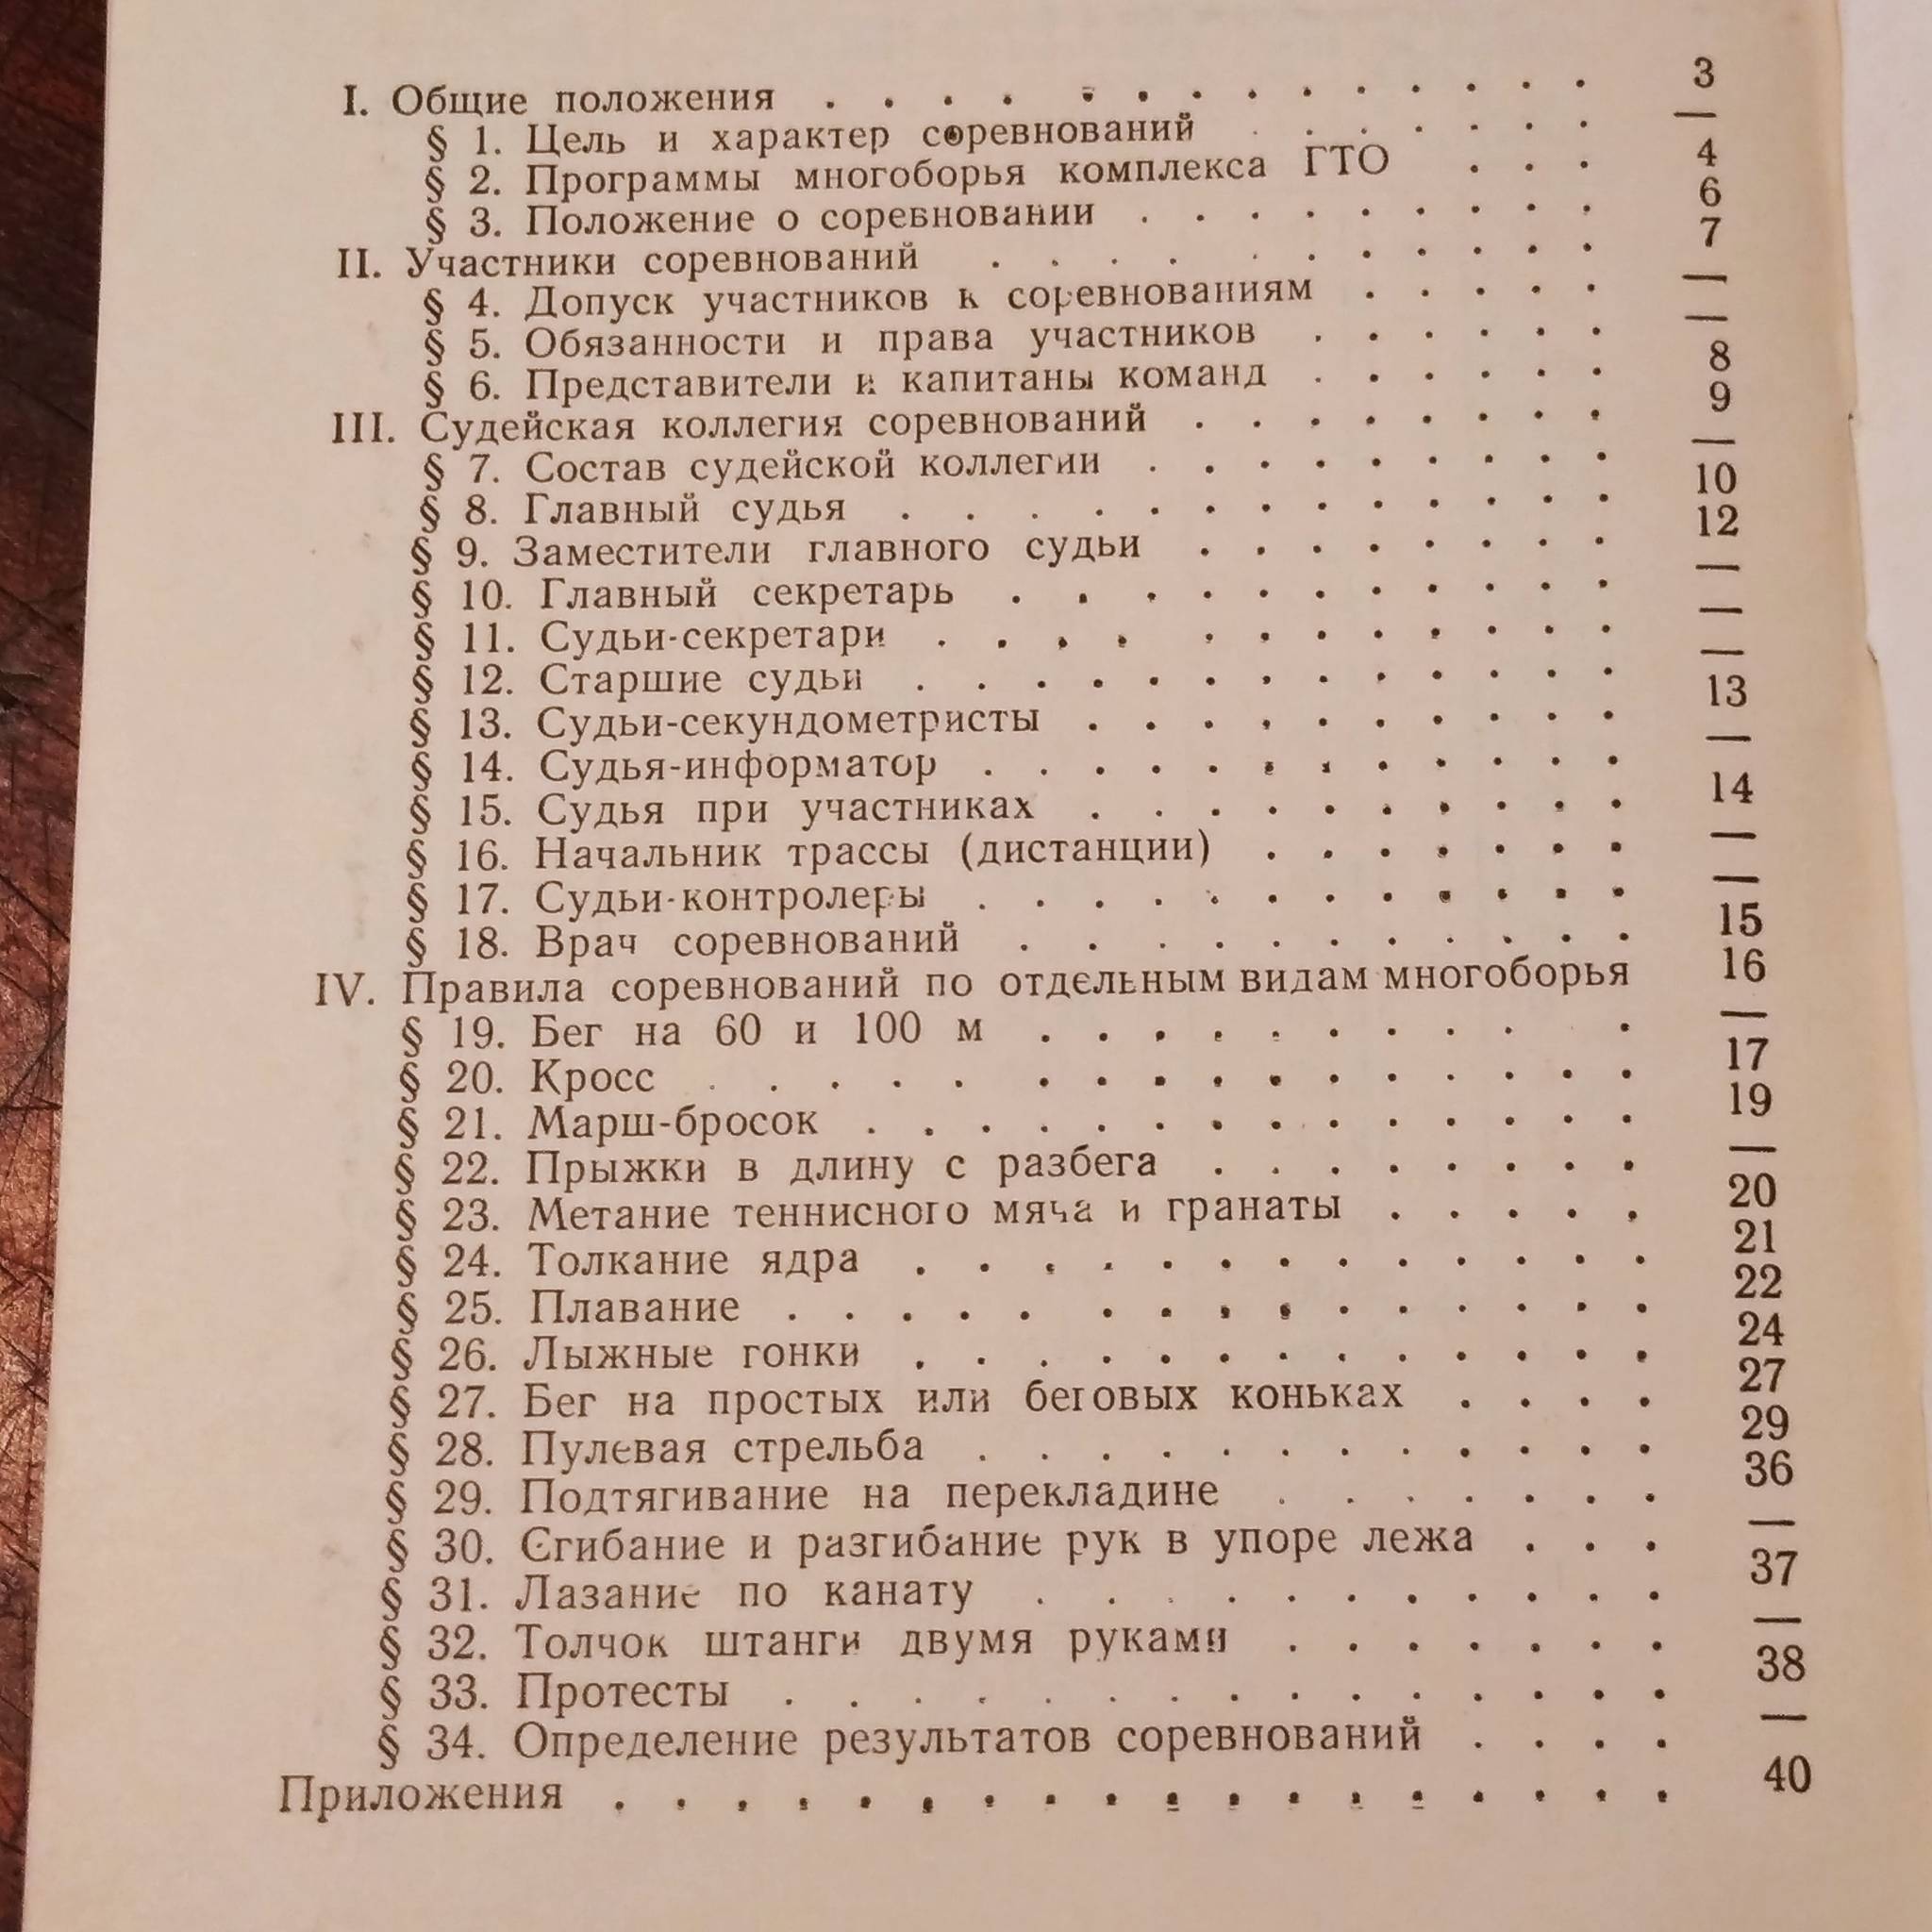 I. Общие положения . . . . . . . . . . . . . . 3
§ 1. Цель и характер соревнований . . . . . . . —
§ 2. Программы многоборья комплекса ГТО . . . 4
§ 3. Положение о соревновании . . . . . . . . . 6
II. Участники соревнований . . . . . . . . . . . 7
§ 4. Допуск участников к соревнованиям . . . . . —
§ 5. Обязанности и права участников . . . . . . —
§ 6. Представители и капитаны команд . . . . . . 8
III. Судейская коллегия соревнований . . . . . . . . 9
§ 7. Состав судейской коллегии . . . . . . . . . —
§ 8. Главный судья . . . . . . . . . . . . . 10
§ 9. Заместители главного судьи . . . . . . . . 12
§ 10. Главный секретарь . . . . . . . . . . . —
§ 11. Судьи-секретари . . . . . . . . . . . . —
§ 12. Старшие судьи . . . . . . . . . . . . . —
§ 13. Судьи-секундометристы . . . . . . . . . . 13
§ 14. Судья-информатор . . . . . . . . . . . . —
§ 15. Судья при участниках . . . . . . . . . . 14
§ 16. Начальник трассы (дистанции) . . . . . . . —
§ 17. Судьи-контролеры . . . . . . . . . . . . —
§ 18. Врач соревнований . . . . . . . . . . . 15
IV. Правила соревнований по отдельным видам многоборья 16
§ 19. Бег на 60 и 100 м . . . . . . . . . . —
§ 20. Кросс . . . . . . . . . . . . . . . . 17
§ 21. Марш-бросок . . . . . . . . . . . . . . 19
§ 22. Прыжки в длину с разбега . . . . . . . . —
§ 23. Метание теннисного мяча и гранаты . . . . . 20
§ 24. Толкание ядра . . . . . . . . . . . . . 21
§ 25. Плавание . . . . . . . . . . . . . . . 22
§ 26. Лыжные гонки . . . . . . . . . . . . . 24
§ 27. Бег на простых или беговых коньках . . . . 27
§ 28. Пулевая стрельба . . . . . . . . . . . . 29
§ 29. Подтягивание на перекладине . . . . . . . 36
§ 30. Сгибание и разгибание рук в упоре лежа . . . —
§ 31. Лазание по канату . . . . . . . . . . . 37
§ 32. Толчок штанги двумя руками . . . . . . . —
§ 33. Протесты . . . . . . . . . . . . . . . 38
§ 34. Определение результатов соревнований . . . . —
Приложения . . . . . . . . . . . . . . . . . . 40